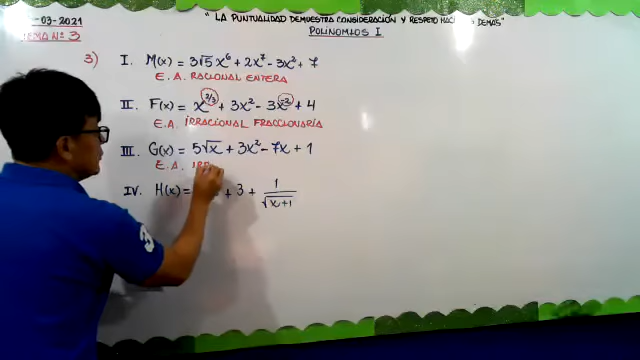 -03-2021
" LA PUNTUALIDAD DEMUESTRA CONSIDERACIÓN Y RESPETO HACIA LOS DEMÁS"
TEMA Nº 3
POLINOMIOS I
3) I. M(x) = 3√5 x⁶ + 2x⁷ - 3x² + 7
E. A. RACIONAL ENTERA
II. F(x) = x^{2/3} + 3x² - 3x^{-2} + 4
E. A. IRRACIONAL FRACCIONARIA
III. G(x) = 5√x + 3x² - 7x + 1
E. A. IRR
IV. H(x) = + 3 + 1/√(x+1)
3